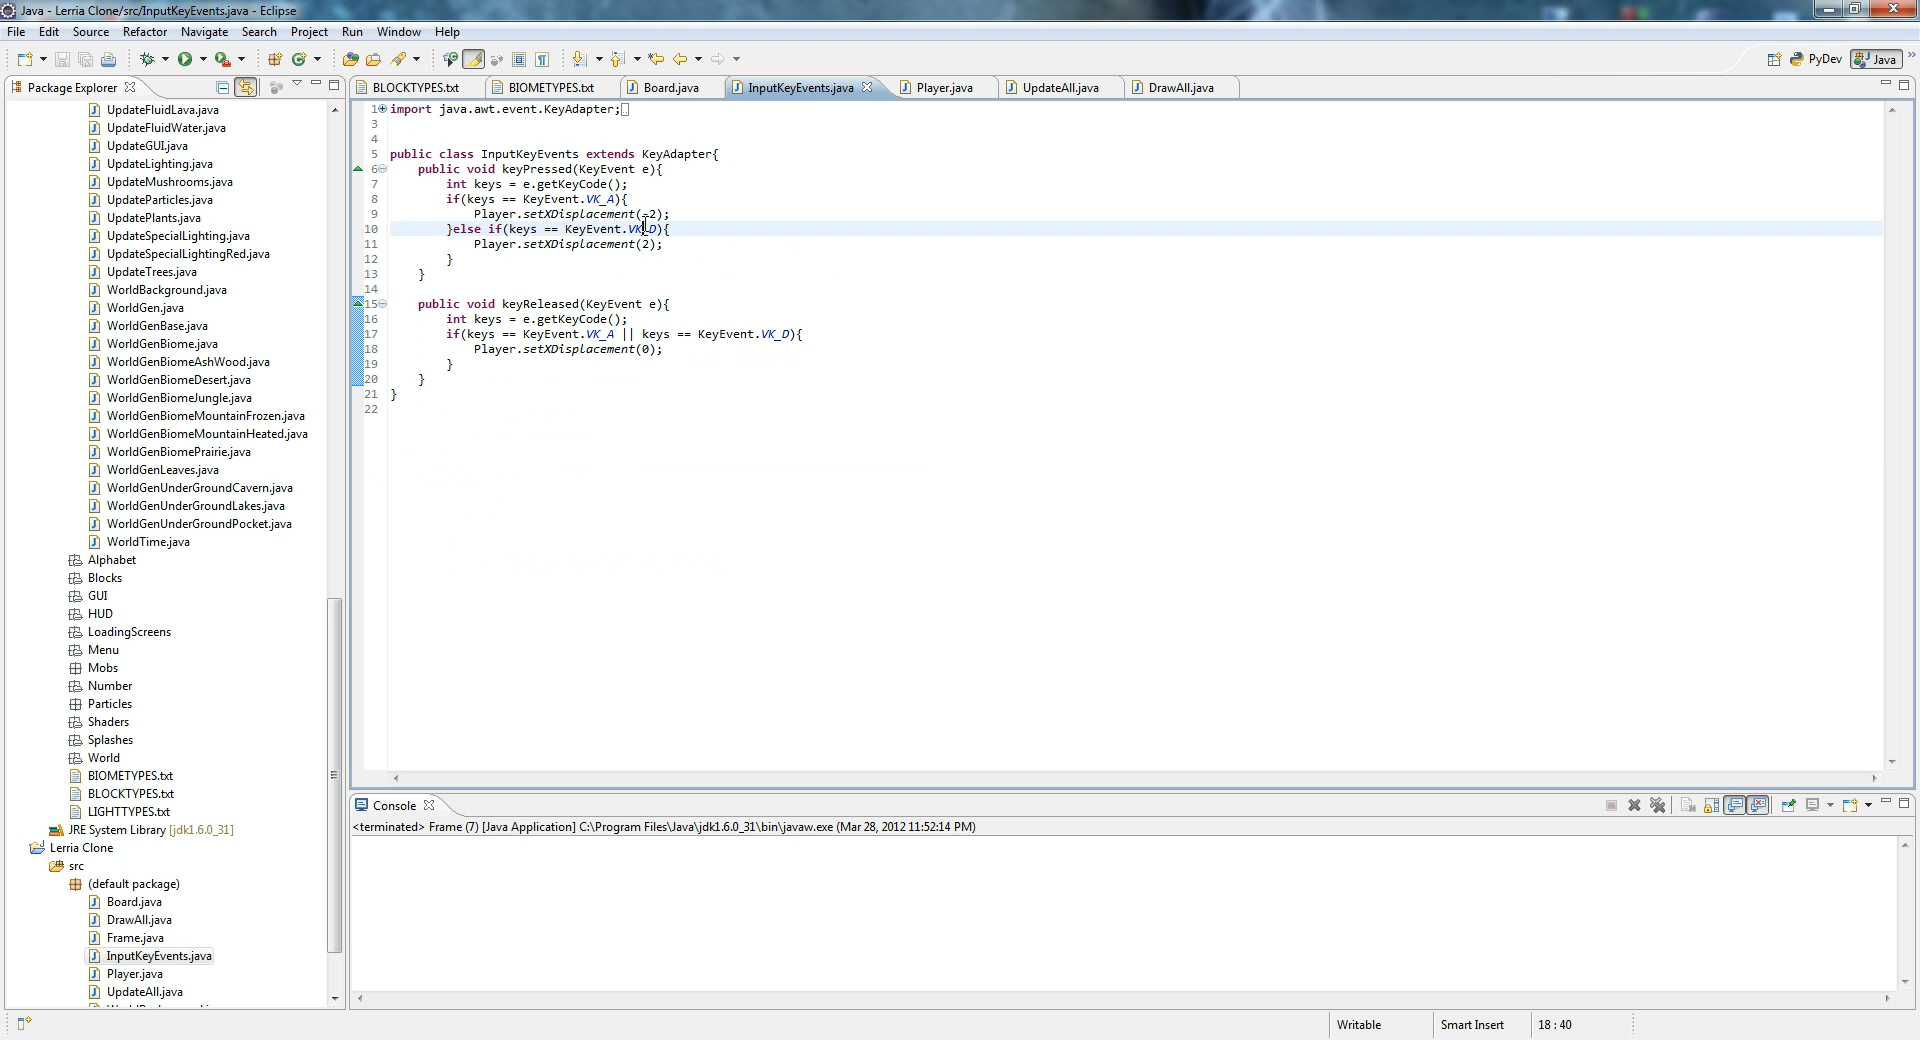 Java - Lerria Clone/src/InputKeyEvents.java - Eclipse
File Edit Source Refactor Navigate Search Project Run Window Help
PyDev Java
Package Explorer
BLOCKTYPES.txt BIOMETYPES.txt Board.java InputKeyEvents.java Player.java UpdateAll.java DrawAll.java
UpdateFluidLava.java
UpdateFluidWater.java
UpdateGUI.java
UpdateLighting.java
UpdateMushrooms.java
UpdateParticles.java
UpdatePlants.java
UpdateSpecialLighting.java
UpdateSpecialLightingRed.java
UpdateTrees.java
WorldBackground.java
WorldGen.java
WorldGenBase.java
WorldGenBiome.java
WorldGenBiomeAshWood.java
WorldGenBiomeDesert.java
WorldGenBiomeJungle.java
WorldGenBiomeMountainFrozen.java
WorldGenBiomeMountainHeated.java
WorldGenBiomePrairie.java
WorldGenLeaves.java
WorldGenUnderGroundCavern.java
WorldGenUnderGroundLakes.java
WorldGenUnderGroundPocket.java
WorldTime.java
Alphabet
Blocks
GUI
HUD
LoadingScreens
Menu
Mobs
Number
Particles
Shaders
Splashes
World
BIOMETYPES.txt
BLOCKTYPES.txt
LIGHTTYPES.txt
JRE System Library [jdk1.6.0_31]
Lerria Clone
src
(default package)
Board.java
DrawAll.java
Frame.java
InputKeyEvents.java
Player.java
UpdateAll.java
1 import java.awt.event.KeyAdapter;
3
4
5 public class InputKeyEvents extends KeyAdapter{
6 public void keyPressed(KeyEvent e){
7 int keys = e.getKeyCode();
8 if(keys == KeyEvent.VK_A){
9 Player.setXDisplacement(-2);
10 }else if(keys == KeyEvent.VK_D){
11 Player.setXDisplacement(2);
12 }
13 }
14
15 public void keyReleased(KeyEvent e){
16 int keys = e.getKeyCode();
17 if(keys == KeyEvent.VK_A || keys == KeyEvent.VK_D){
18 Player.setXDisplacement(0);
19 }
20 }
21 }
22
Console
<terminated> Frame (7) [Java Application] C:\Program Files\Java\jdk1.6.0_31\bin\javaw.exe (Mar 28, 2012 11:52:14 PM)
Writable Smart Insert 18 : 40